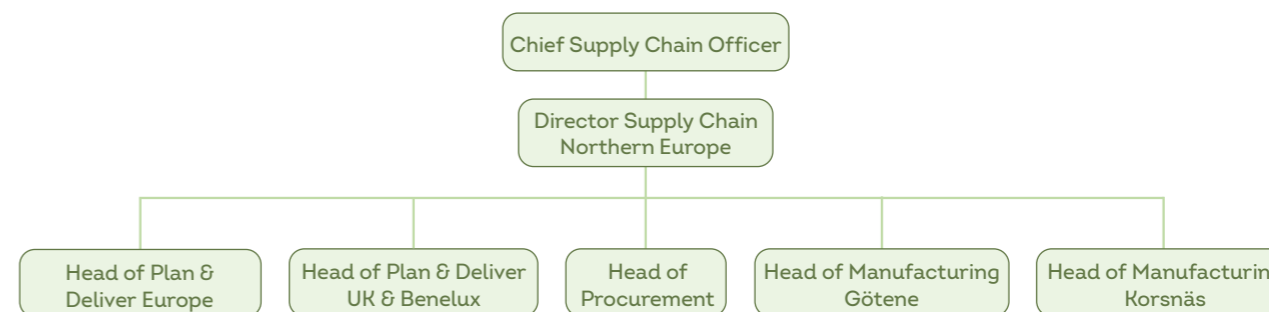 Chief Supply Chain Officer
Director Supply Chain
Northern Europe
Head of Plan &
Deliver Europe
Head of Plan & Deliver
UK & Benelux
Head of
Procurement
Head of Manufacturing
Götene
Head of Manufacturin
Korsnäs